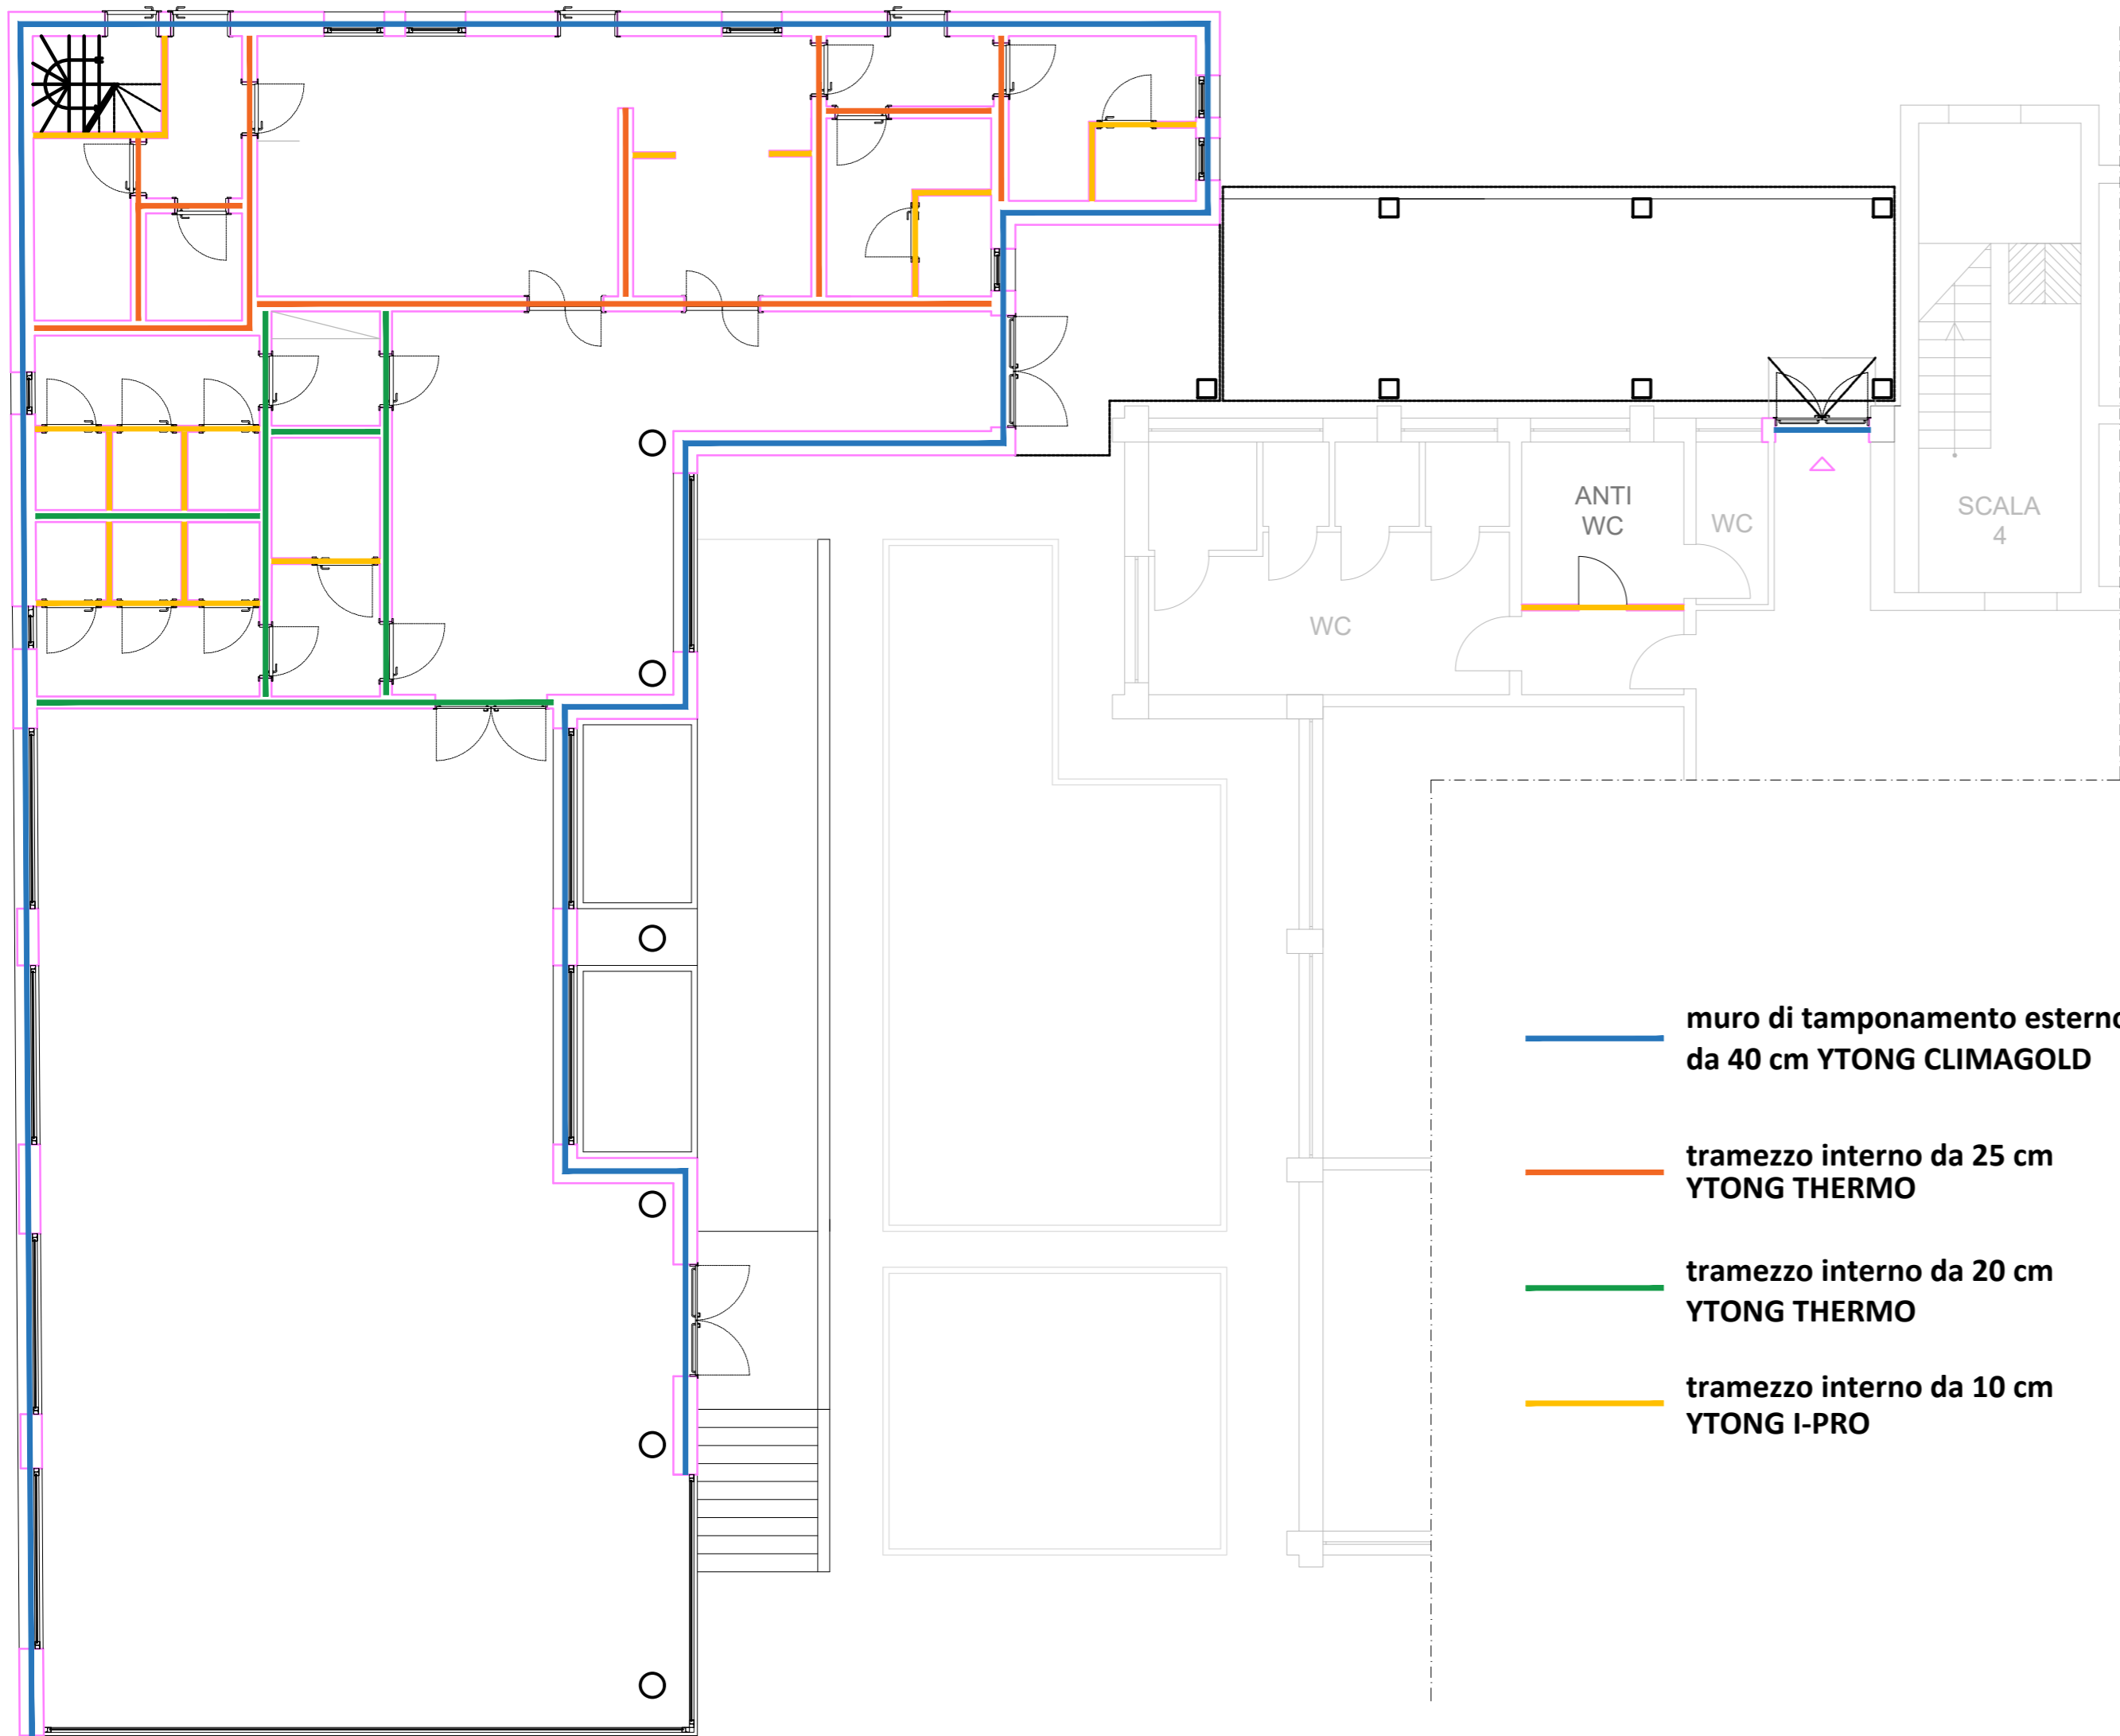 ANTI
WC
WC
SCALA
4
WC
muro di tamponamento esterno
da 40 cm YTONG CLIMAGOLD
tramezzo interno da 25 cm
YTONG THERMO
tramezzo interno da 20 cm
YTONG THERMO
tramezzo interno da 10 cm
YTONG I-PRO